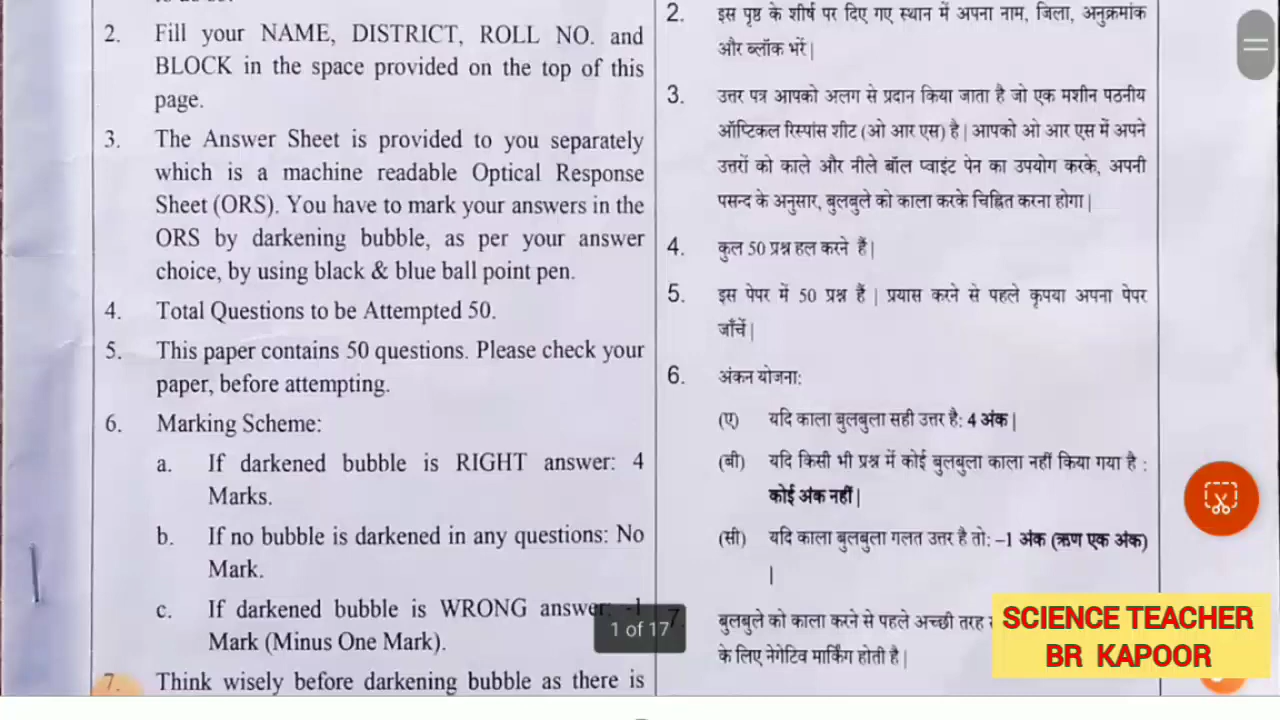 2. Fill your NAME, DISTRICT, ROLL NO. and
BLOCK in the space provided on the top of this
page.
3. The Answer Sheet is provided to you separately
which is a machine readable Optical Response
Sheet (ORS). You have to mark your answers in the
ORS by darkening bubble, as per your answer
choice, by using black & blue ball point pen.
4. Total Questions to be Attempted 50.
5. This paper contains 50 questions. Please check your
paper, before attempting.
6. Marking Scheme:
a. If darkened bubble is RIGHT answer: 4
Marks.
b. If no bubble is darkened in any questions: No
Mark.
c. If darkened bubble is WRONG answer: -1
Mark (Minus One Mark).
7. Think wisely before darkening bubble as there is
2. इस पृष्ठ के शीर्ष पर दिए गए स्थान में अपना नाम, जिला, अनुक्रमांक
और ब्लॉक भरें|
3. उत्तर पत्र आपको अलग से प्रदान किया जाता है जो एक मशीन पठनीय
ऑप्टिकल रिस्पांस शीट (ओ आर एस) है | आपको ओ आर एस में अपने
उत्तरों को काले और नीले बॉल प्वाइंट पेन का उपयोग करके, अपनी
पसन्द के अनुसार, बुलबुले को काला करके चिह्नित करना होगा|
4. कुल 50 प्रश्न हल करने हैं|
5. इस पेपर में 50 प्रश्न हैं | प्रयास करने से पहले कृपया अपना पेपर
जाँचें|
6. अंकन योजना:
(ए) यदि काला बुलबुला सही उत्तर है: 4 अंक|
(बी) यदि किसी भी प्रश्न में कोई बुलबुला काला नहीं किया गया है :
कोई अंक नहीं|
(सी) यदि काला बुलबुला गलत उत्तर है तो: –1 अंक (ऋण एक अंक)
|
7. बुलबुले को काला करने से पहले अच्छी तरह
के लिए नेगेटिव मार्किंग होती है|
1 of 17
SCIENCE TEACHER
BR KAPOOR